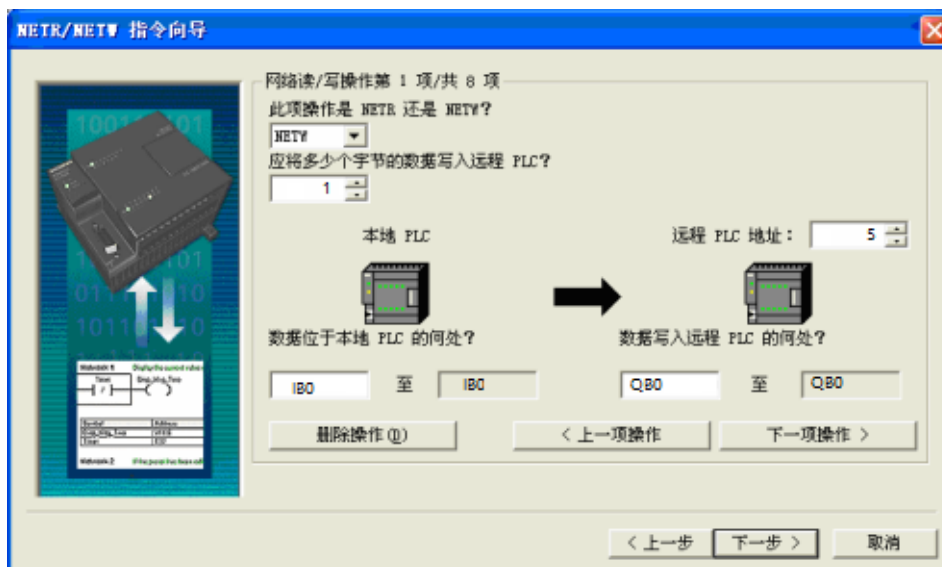 NETR/NETW 指令向导
网络读/写操作第 1 项/共 8 项
此项操作是 NETR 还是 NETW?
NETW
应将多少个字节的数据写入远程 PLC?
1
本地 PLC
远程 PLC 地址： 5
数据位于本地 PLC 的何处?
数据写入远程 PLC 的何处?
IB0 至 IB0
QB0 至 QB0
删除操作(D)
< 上一项操作
下一项操作 >
< 上一步
下一步 >
取消